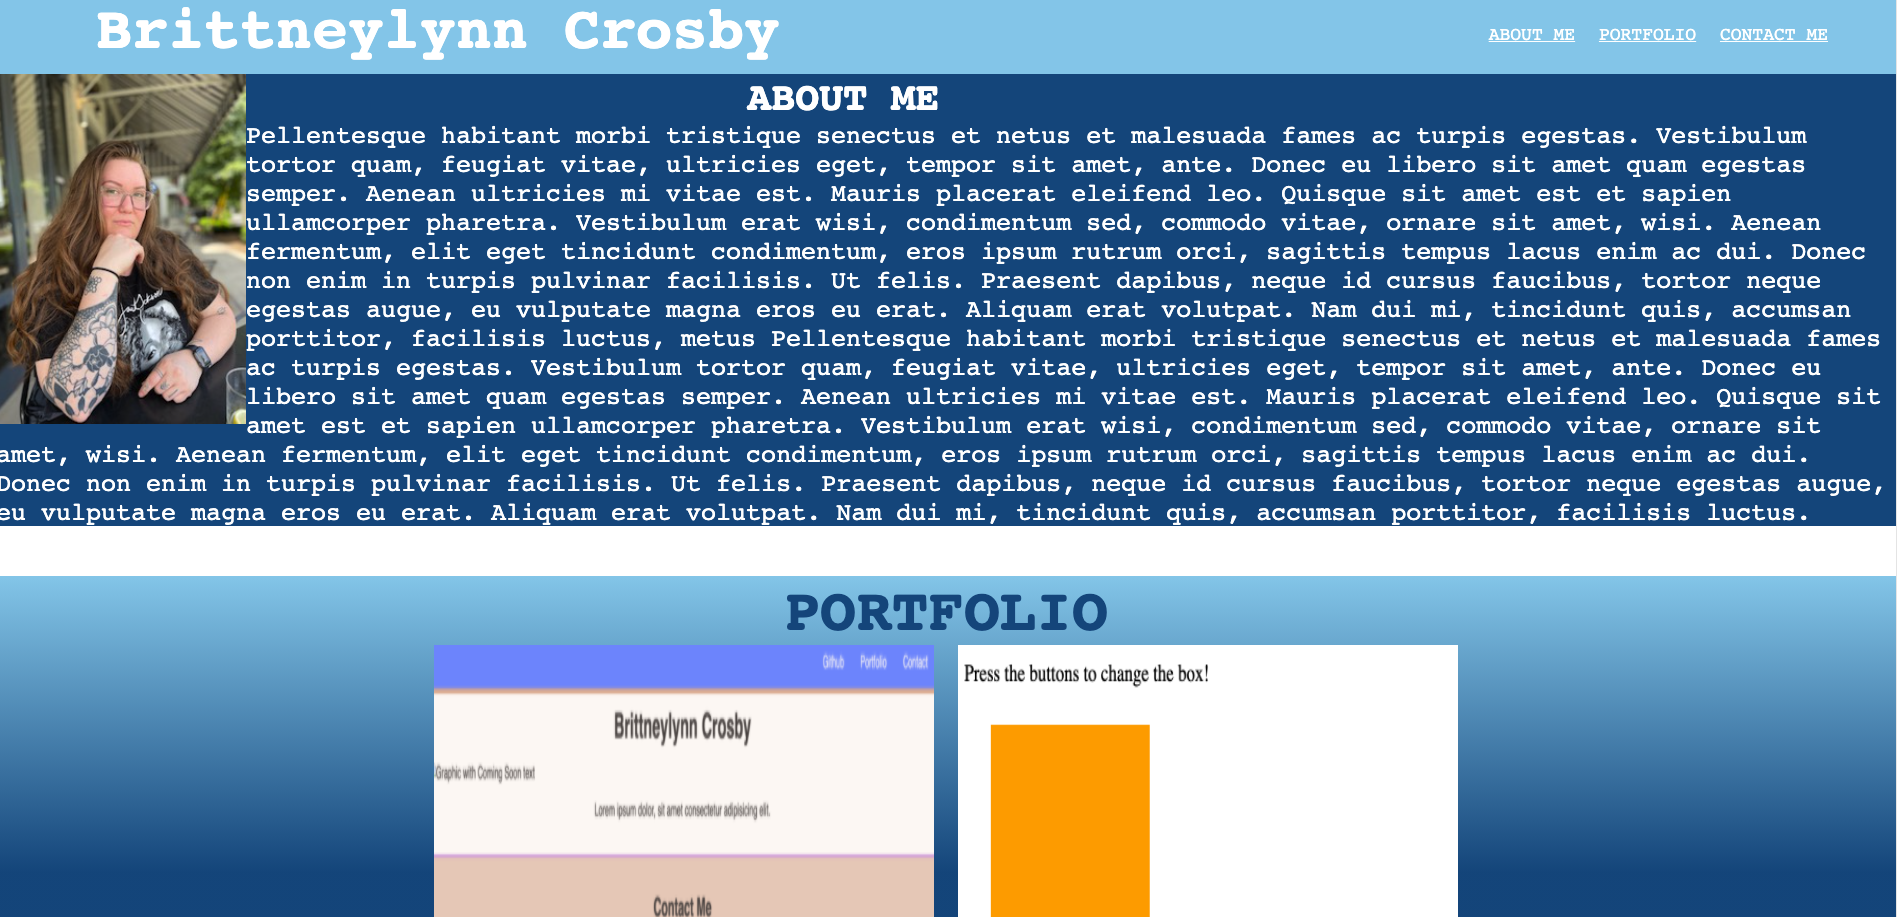 Brittneylynn Crosby
ABOUT ME PORTFOLIO CONTACT ME
ABOUT ME
Pellentesque habitant morbi tristique senectus et netus et malesuada fames ac turpis egestas. Vestibulum
tortor quam, feugiat vitae, ultricies eget, tempor sit amet, ante. Donec eu libero sit amet quam egestas
semper. Aenean ultricies mi vitae est. Mauris placerat eleifend leo. Quisque sit amet est et sapien
ullamcorper pharetra. Vestibulum erat wisi, condimentum sed, commodo vitae, ornare sit amet, wisi. Aenean
fermentum, elit eget tincidunt condimentum, eros ipsum rutrum orci, sagittis tempus lacus enim ac dui. Donec
non enim in turpis pulvinar facilisis. Ut felis. Praesent dapibus, neque id cursus faucibus, tortor neque
egestas augue, eu vulputate magna eros eu erat. Aliquam erat volutpat. Nam dui mi, tincidunt quis, accumsan
porttitor, facilisis luctus, metus Pellentesque habitant morbi tristique senectus et netus et malesuada fames
ac turpis egestas. Vestibulum tortor quam, feugiat vitae, ultricies eget, tempor sit amet, ante. Donec eu
libero sit amet quam egestas semper. Aenean ultricies mi vitae est. Mauris placerat eleifend leo. Quisque sit
amet est et sapien ullamcorper pharetra. Vestibulum erat wisi, condimentum sed, commodo vitae, ornare sit
amet, wisi. Aenean fermentum, elit eget tincidunt condimentum, eros ipsum rutrum orci, sagittis tempus lacus enim ac dui.
Donec non enim in turpis pulvinar facilisis. Ut felis. Praesent dapibus, neque id cursus faucibus, tortor neque egestas augue,
eu vulputate magna eros eu erat. Aliquam erat volutpat. Nam dui mi, tincidunt quis, accumsan porttitor, facilisis luctus.
PORTFOLIO
Github Portfolio Contact
Brittneylynn Crosby
Graphic with Coming Soon text
Lorem ipsum dolor, sit amet consectetur adipisicing elit.
Contact Me
Press the buttons to change the box!